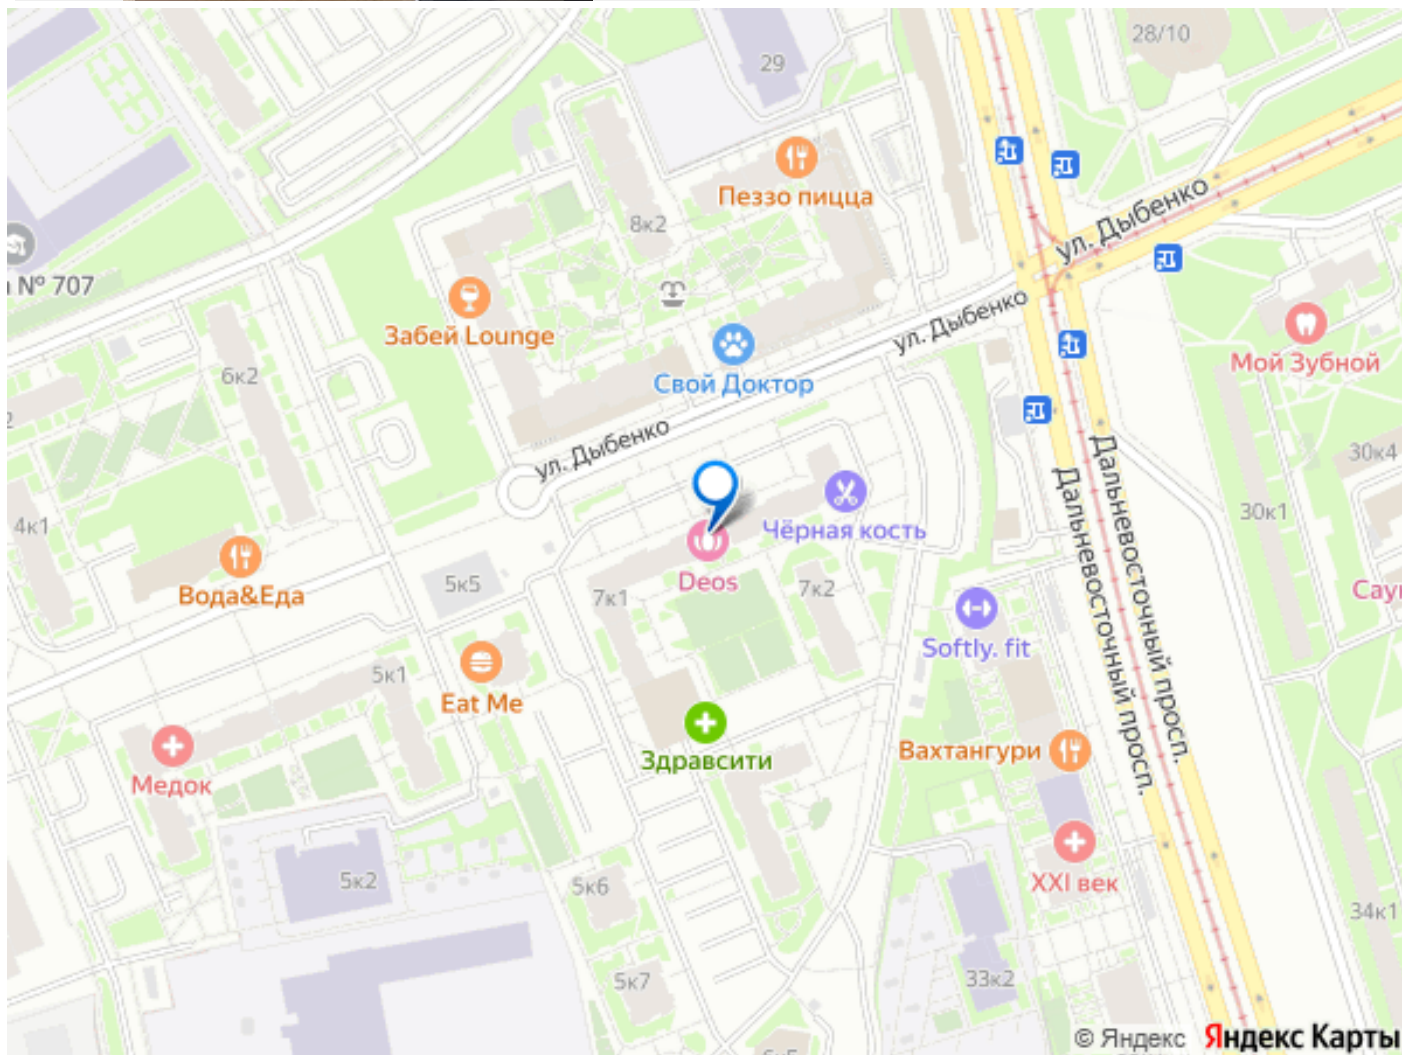 28/10
29
Пеззо пицца
8к2
ул. Дыбенко
№ 707
Забей Lounge
ул. Дыбенко
Мой Зубной
6к2
Свой Доктор
ул. Дыбенко
30к4
4к1
Чёрная кость
30к1
Дальневосточный просп.
Дальневосточный просп.
Вода&Еда
5к5
Deos
7к1
7к2
Softly. fit
5к1
Eat Me
Здравсити
Вахтангури
Медок
5к2
5к6
XXI век
34к1
5к7
33к2
© Яндекс Яндекс Карты